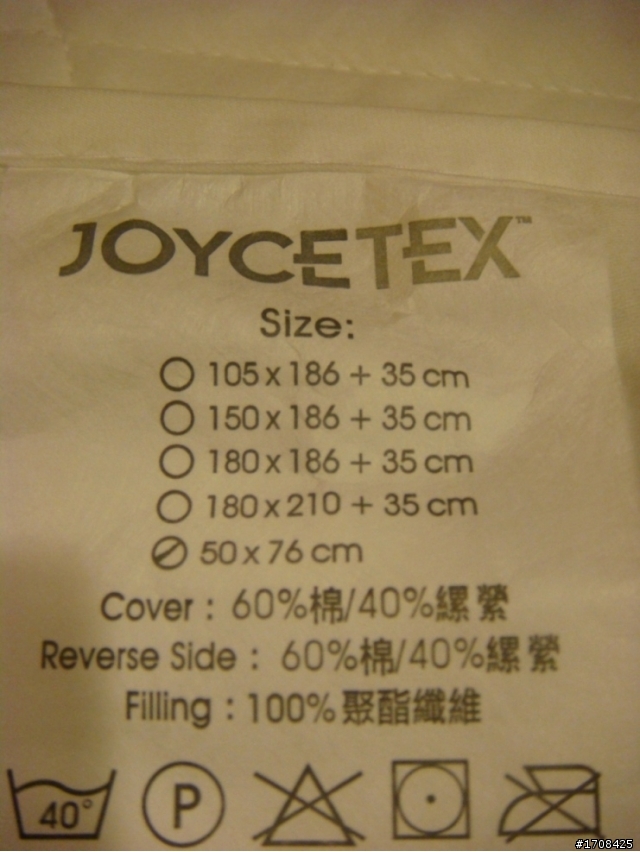 JOYCETEX™
Size:
105 x 186 + 35 cm
150 x 186 + 35 cm
180 x 186 + 35 cm
180 x 210 + 35 cm
50 x 76 cm
Cover : 60%棉/40%縲縈
Reverse Side : 60%棉/40%縲縈
Filling : 100%聚酯纖維
40°
P
#1708425